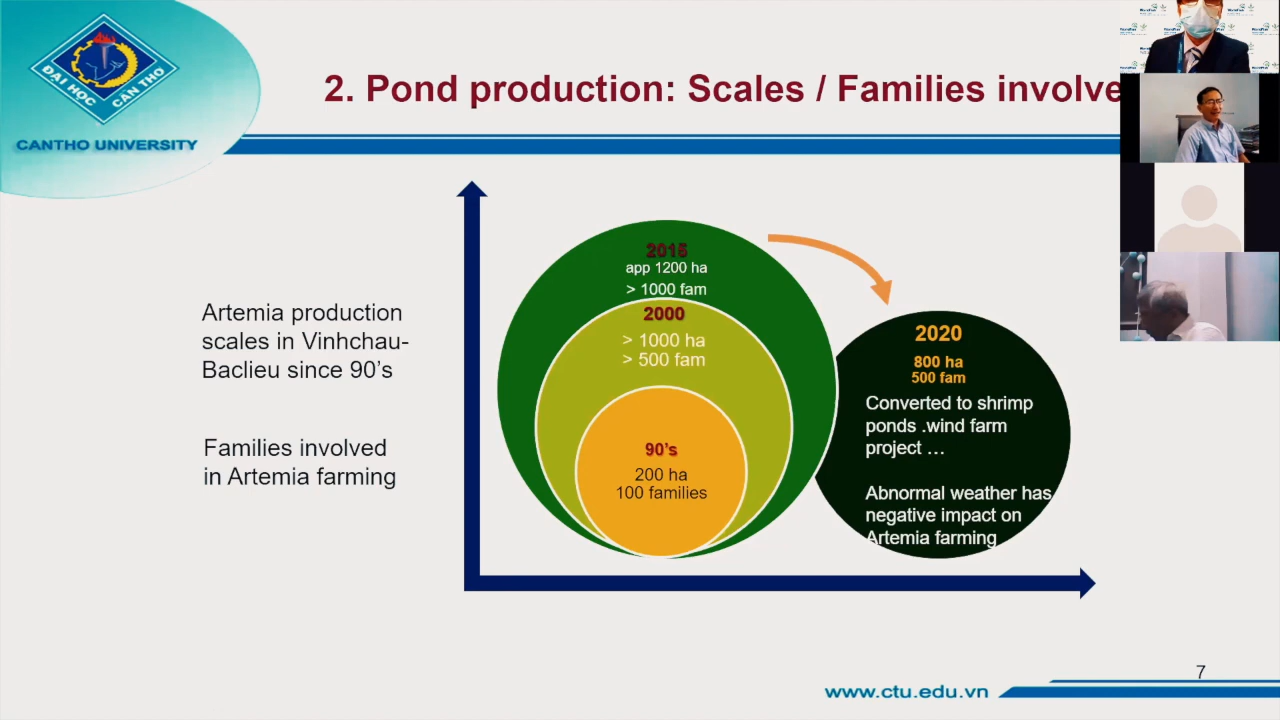 ĐẠI HỌC CẦN THƠ
CANTHO UNIVERSITY
2. Pond production: Scales / Families involve
Artemia production
scales in Vinhchau-
Baclieu since 90's
Families involved
in Artemia farming
2015
app 1200 ha
> 1000 fam
2000
> 1000 ha
> 500 fam
90's
200 ha
100 families
2020
800 ha
500 fam
Converted to shrimp
ponds .wind farm
project ...
Abnormal weather has
negative impact on
Artemia farming
7
www.ctu.edu.vn